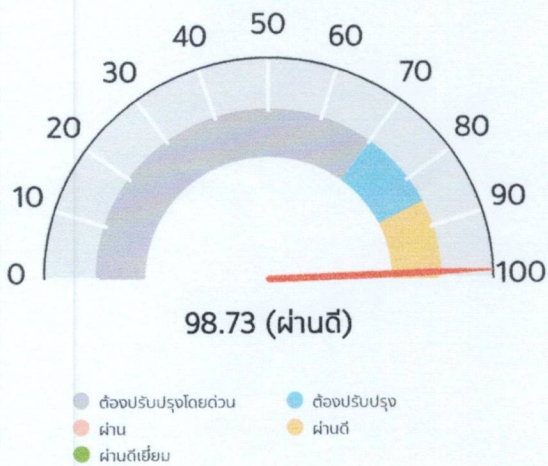 50
40 60
30 70
20 80
10 90
0 100
98.73 (ผ่านดี)
ต้องปรับปรุงโดยด่วน ต้องปรับปรุง
ผ่าน ผ่านดี
ผ่านดีเยี่ยม